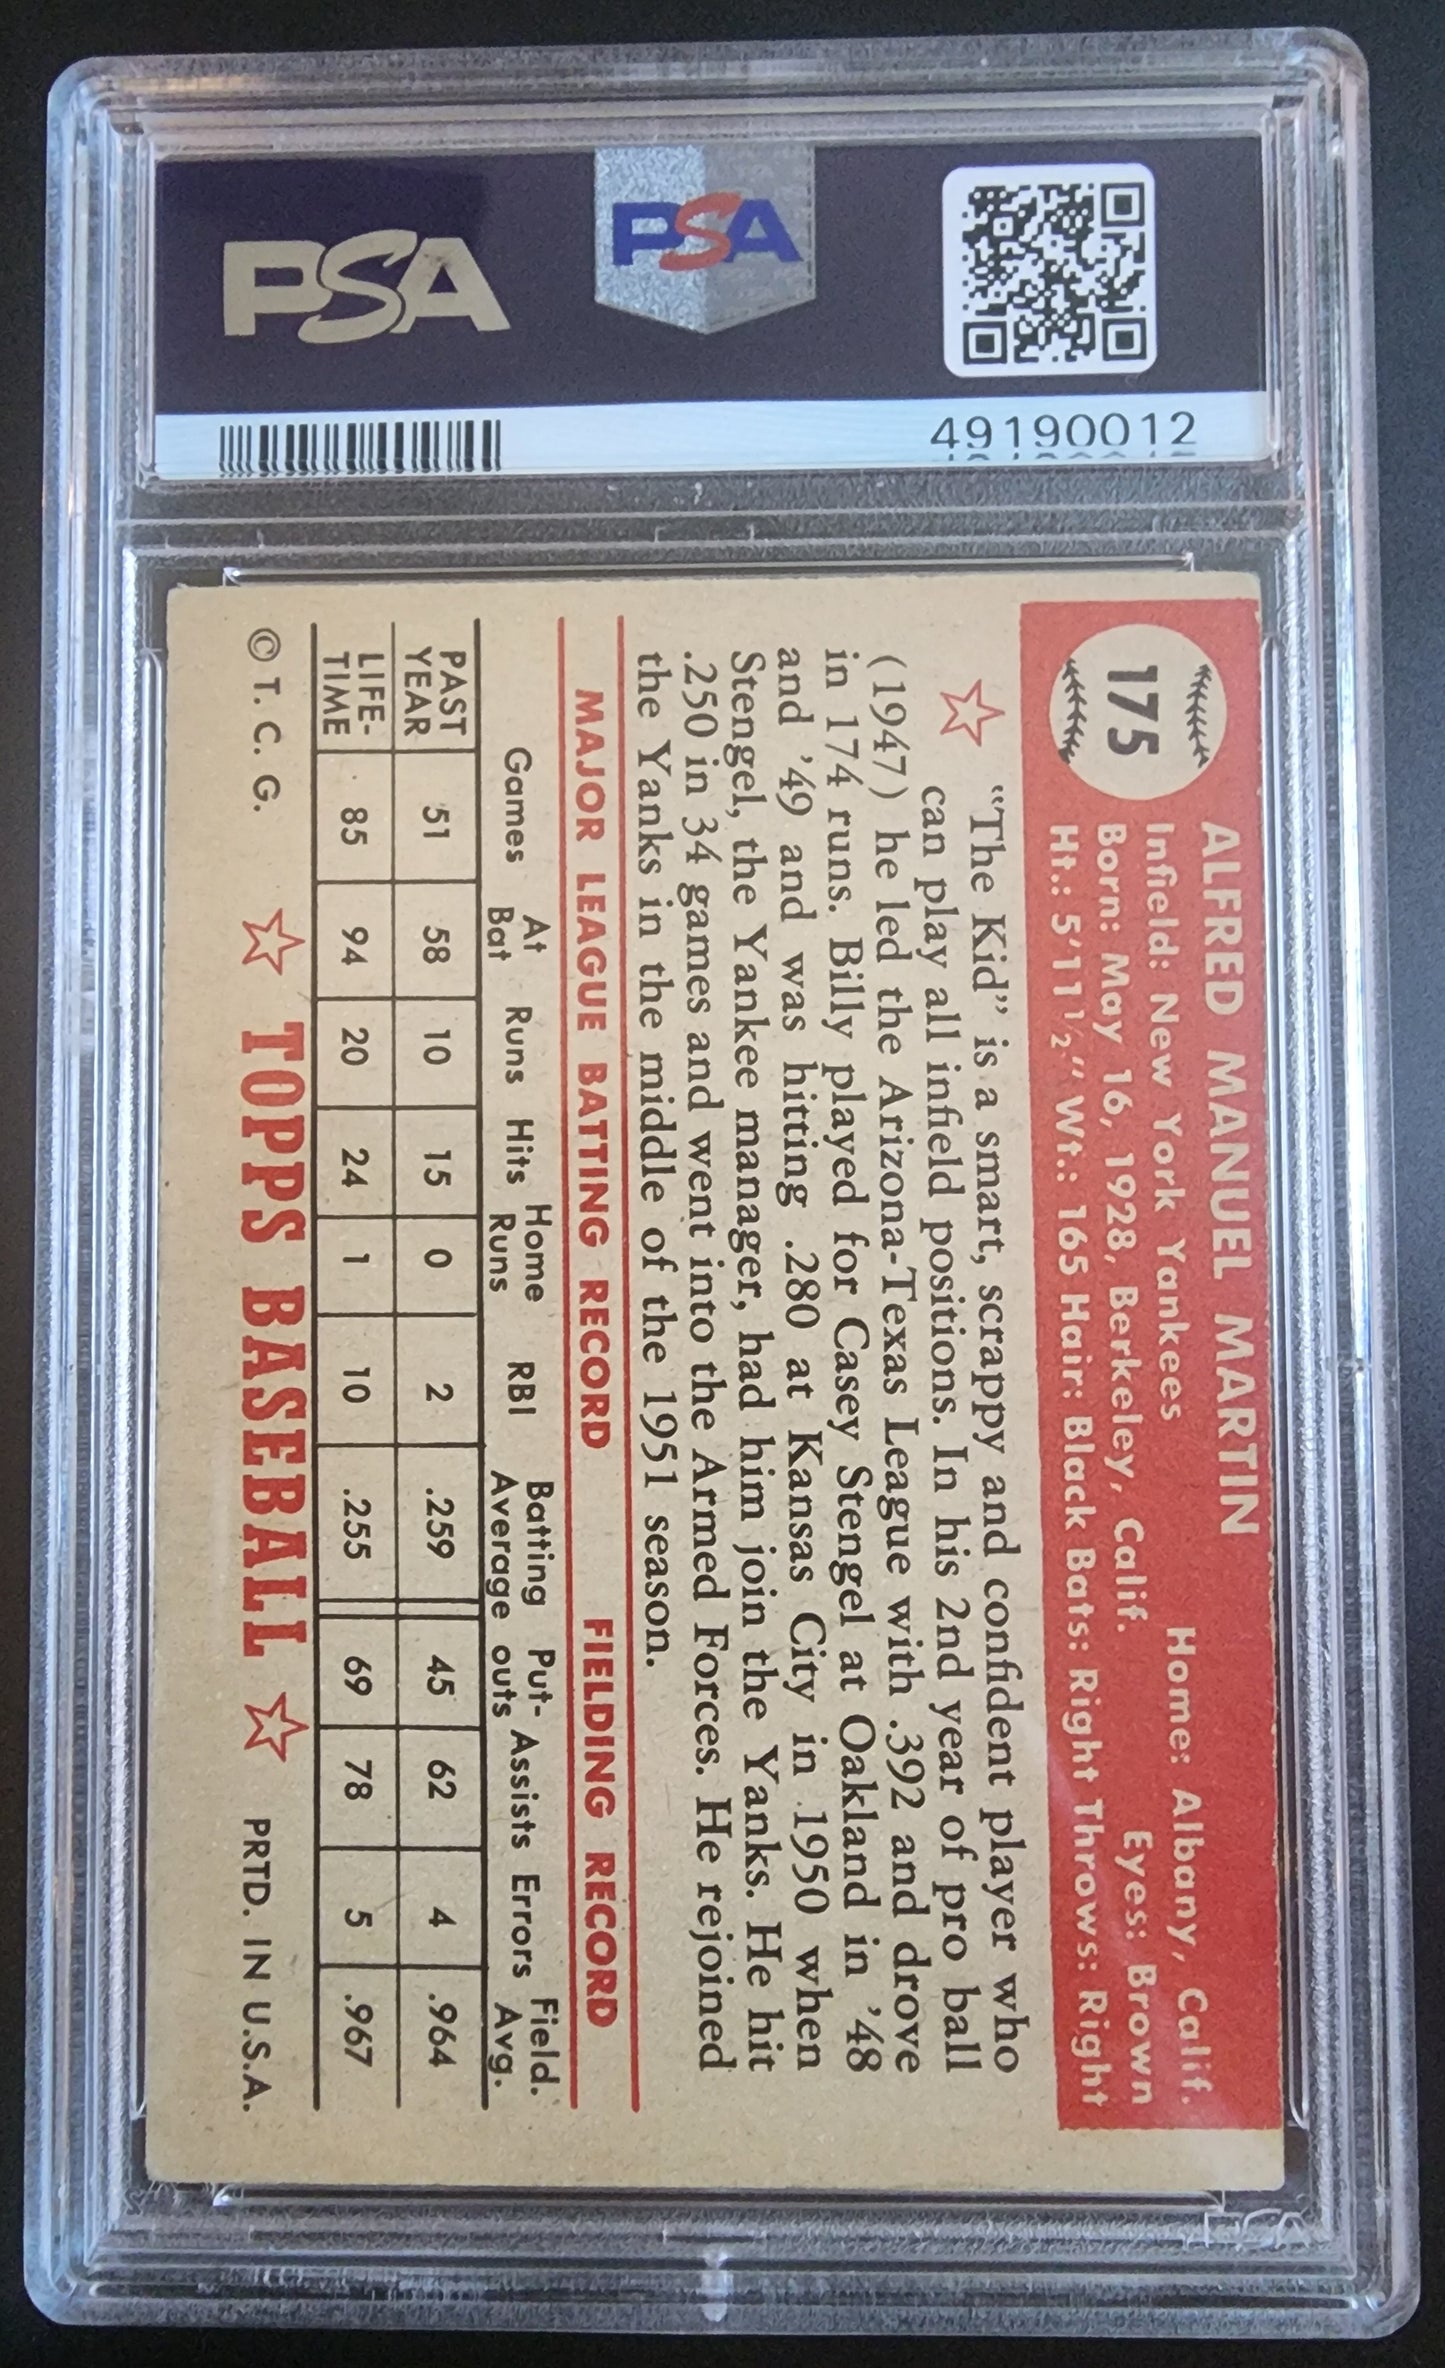 PSA
PSA
49190012
175
ALFRED MANUEL MARTIN
Infield: New York Yankees Home: Albany, Calif.
Born: May 16, 1928, Berkeley, Calif. Eyes: Brown
Ht.: 5'11½" Wt.: 165 Hair: Black Bats: Right Throws: Right
"The Kid" is a smart, scrappy and confident player who
can play all infield positions. In his 2nd year of pro ball
(1947) he led the Arizona-Texas League with .392 and drove
in 174 runs. Billy played for Casey Stengel at Oakland in '48
and '49 and was hitting .280 at Kansas City in 1950 when
Stengel, the Yankee manager, had him join the Yanks. He hit
.250 in 34 games and went into the Armed Forces. He rejoined
the Yanks in the middle of the 1951 season.
MAJOR LEAGUE BATTING RECORD FIELDING RECORD
Games At Bat Runs Hits Home Runs RBI Batting Average Put-outs Assists Errors Field. Avg.
PAST YEAR 51 58 10 15 0 2 .259 45 62 4 .964
LIFE-TIME 85 94 20 24 1 10 .255 69 78 5 .967
© T. C. G. TOPPS BASEBALL PRTD. IN U.S.A.